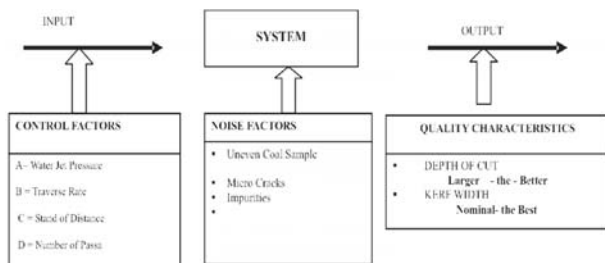 INPUT
SYSTEM
OUTPUT
CONTROL FACTORS
A– Water Jet Pressure
B = Traverse Rate
C = Stand of Distance
D = Number of Passa
NOISE FACTORS
• Uneven Coal Sample
• Micro Cracks
• Impurities
•
QUALITY CHARACTERISTICS
• DEPTH OF CUT
Larger - the - Better
• KERF WIDTH
Nominal- the Best